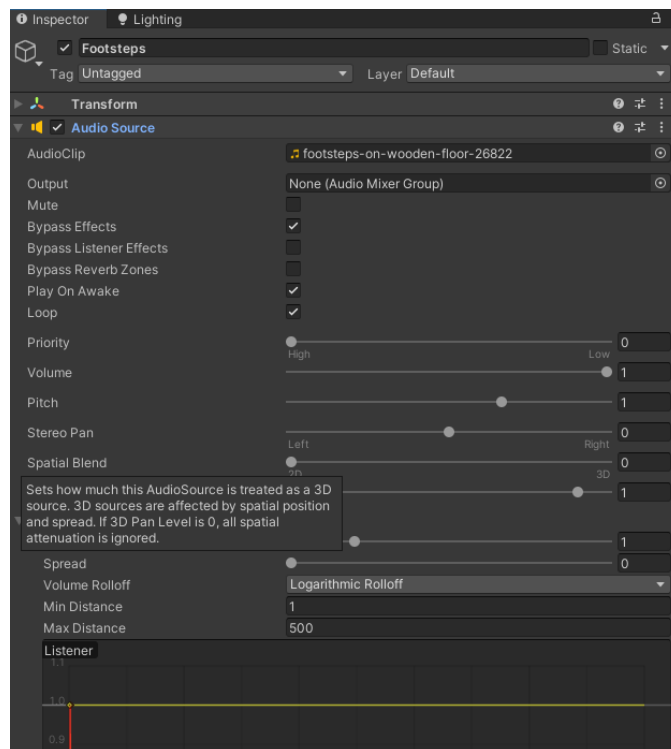 Inspector Lighting
Footsteps Static
Tag Untagged Layer Default
Transform
Audio Source
AudioClip footsteps-on-wooden-floor-26822
Output None (Audio Mixer Group)
Mute
Bypass Effects
Bypass Listener Effects
Bypass Reverb Zones
Play On Awake
Loop
Priority 0
High Low
Volume 1
Pitch 1
Stereo Pan 0
Left Right
Spatial Blend 0
2D 3D
Sets how much this AudioSource is treated as a 3D
source. 3D sources are affected by spatial position
and spread. If 3D Pan Level is 0, all spatial
attenuation is ignored.
1
1
Spread 0
Volume Rolloff Logarithmic Rolloff
Min Distance 1
Max Distance 500
Listener
1.1
1.0
0.9